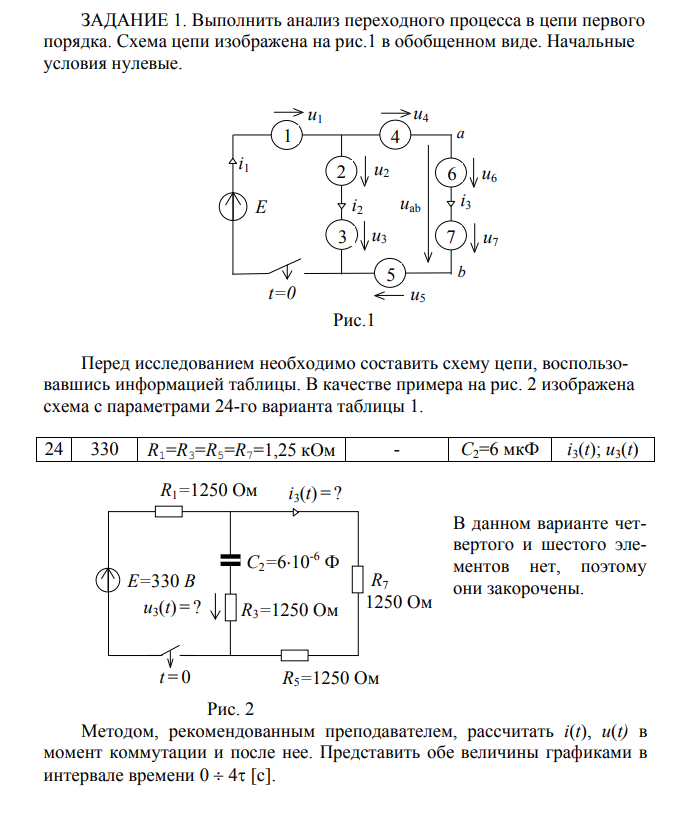 ЗАДАНИЕ 1. Выполнить анализ переходного процесса в цепи первого
порядка. Схема цепи изображена на рис.1 в обобщенном виде. Начальные
условия нулевые.
u1
u4
1
4
a
i1
2
u2
6
u6
E
i2
uab
i3
3
u3
7
u7
5
b
t=0
u5
Рис.1
Перед исследованием необходимо составить схему цепи, воспользо-
вавшись информацией таблицы. В качестве примера на рис. 2 изображена
схема с параметрами 24-го варианта таблицы 1.
24 330 R1=R3=R5=R7=1,25 кОм - C2=6 мкФ i3(t); u3(t)
R1=1250 Ом i3(t)=?
В данном варианте чет-
вертого и шестого эле-
ментов нет, поэтому
они закорочены.
C2=6·10-6 Ф
E=330 В
R7
1250 Ом
u3(t)=?
R3=1250 Ом
t=0
R5=1250 Ом
Рис. 2
Методом, рекомендованным преподавателем, рассчитать i(t), u(t) в
момент коммутации и после нее. Представить обе величины графиками в
интервале времени 0 ÷ 4τ [с].